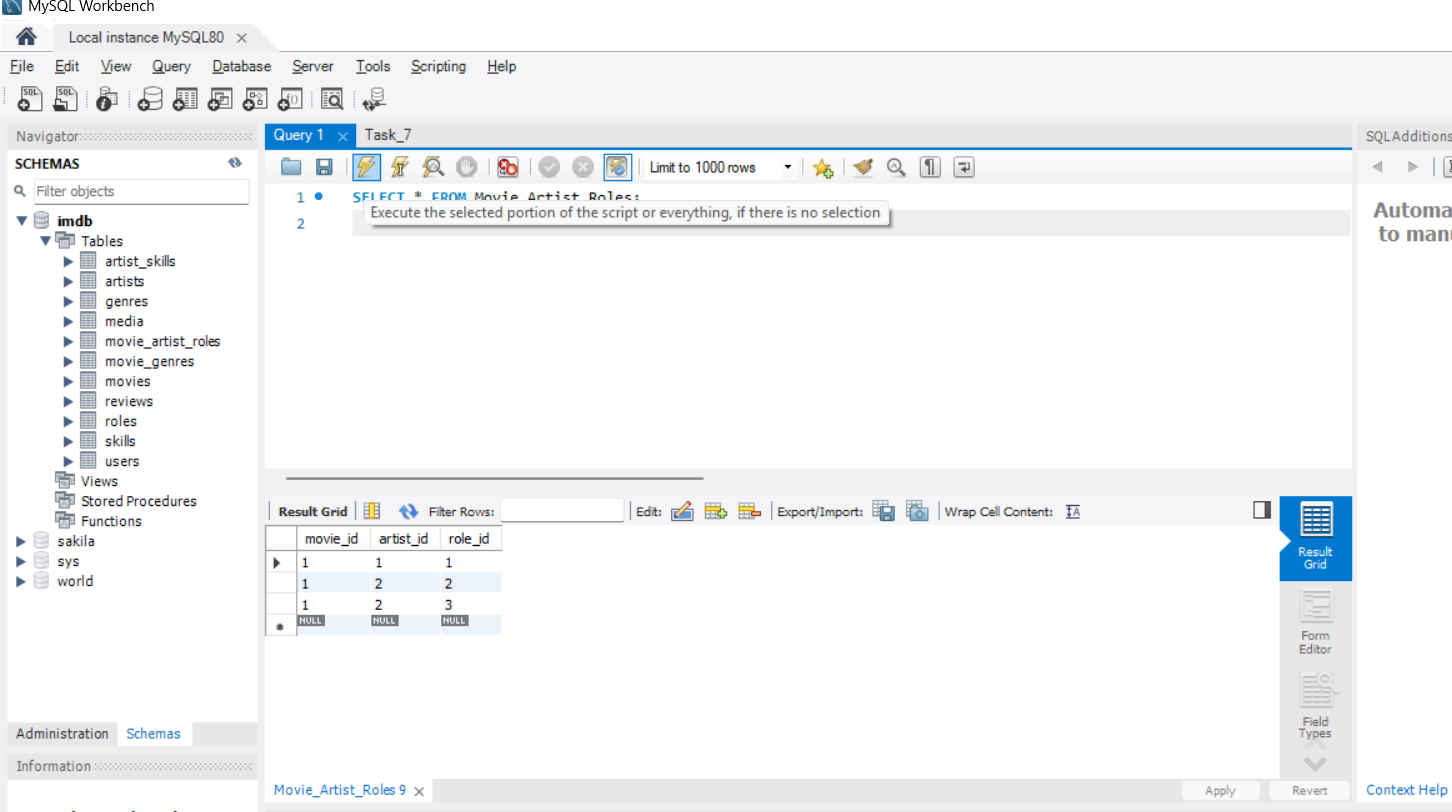 MySQL Workbench
Local instance MySQL80
File Edit View Query Database Server Tools Scripting Help
SQL SQL
Navigator
SCHEMAS
Filter objects
imdb
Tables
artist_skills
artists
genres
media
movie_artist_roles
movie_genres
movies
reviews
roles
skills
users
Views
Stored Procedures
Functions
sakila
sys
world
Administration Schemas
Information
Query 1 Task_7
Limit to 1000 rows
1 SELECT * FROM Movie_Artist_Roles;
Execute the selected portion of the script or everything, if there is no selection
2
Result Grid Filter Rows: Edit: Export/Import: Wrap Cell Content: IA
movie_id artist_id role_id
1 1 1
1 2 2
1 2 3
NULL NULL NULL
Result
Grid
Form
Editor
Field
Types
Movie_Artist_Roles 9
Apply Revert
SQLAdditions
Automa
to man
Context Help